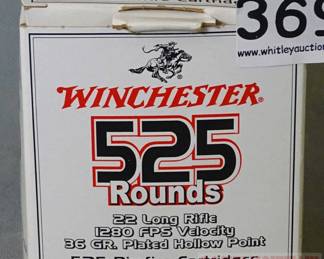 369
www.whitleyauction
WINCHESTER®
525
Rounds
22 Long Rifle
1280 FPS Velocity
36 GR. Plated Hollow Point